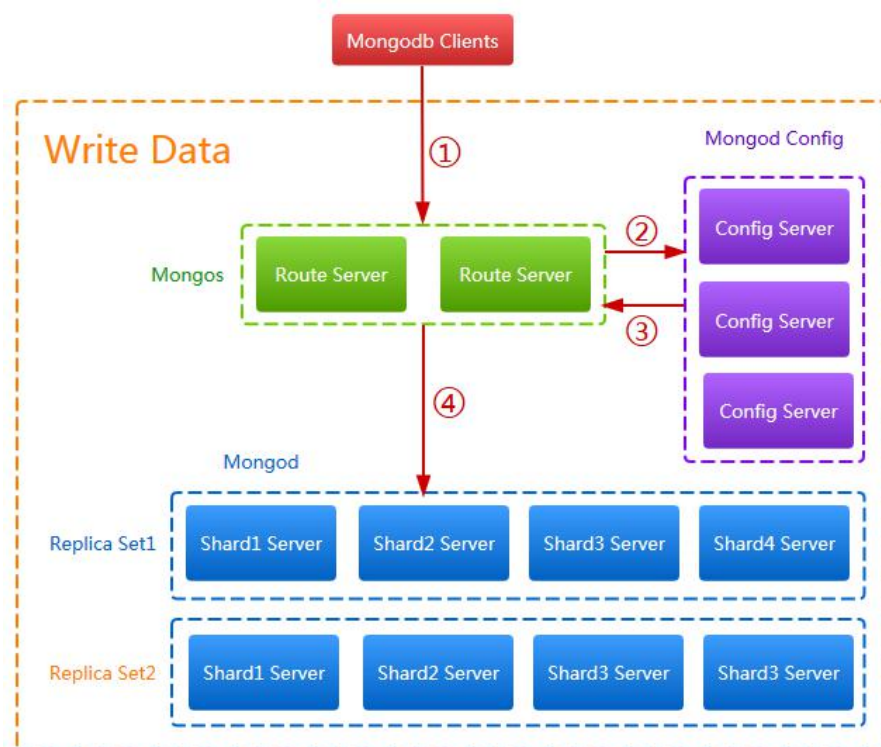 Mongodb Clients
Write Data
①
Mongod Config
Config Server
②
Mongos
Route Server
Route Server
Config Server
③
Config Server
④
Mongod
Replica Set1
Shard1 Server
Shard2 Server
Shard3 Server
Shard4 Server
Replica Set2
Shard1 Server
Shard2 Server
Shard3 Server
Shard3 Server